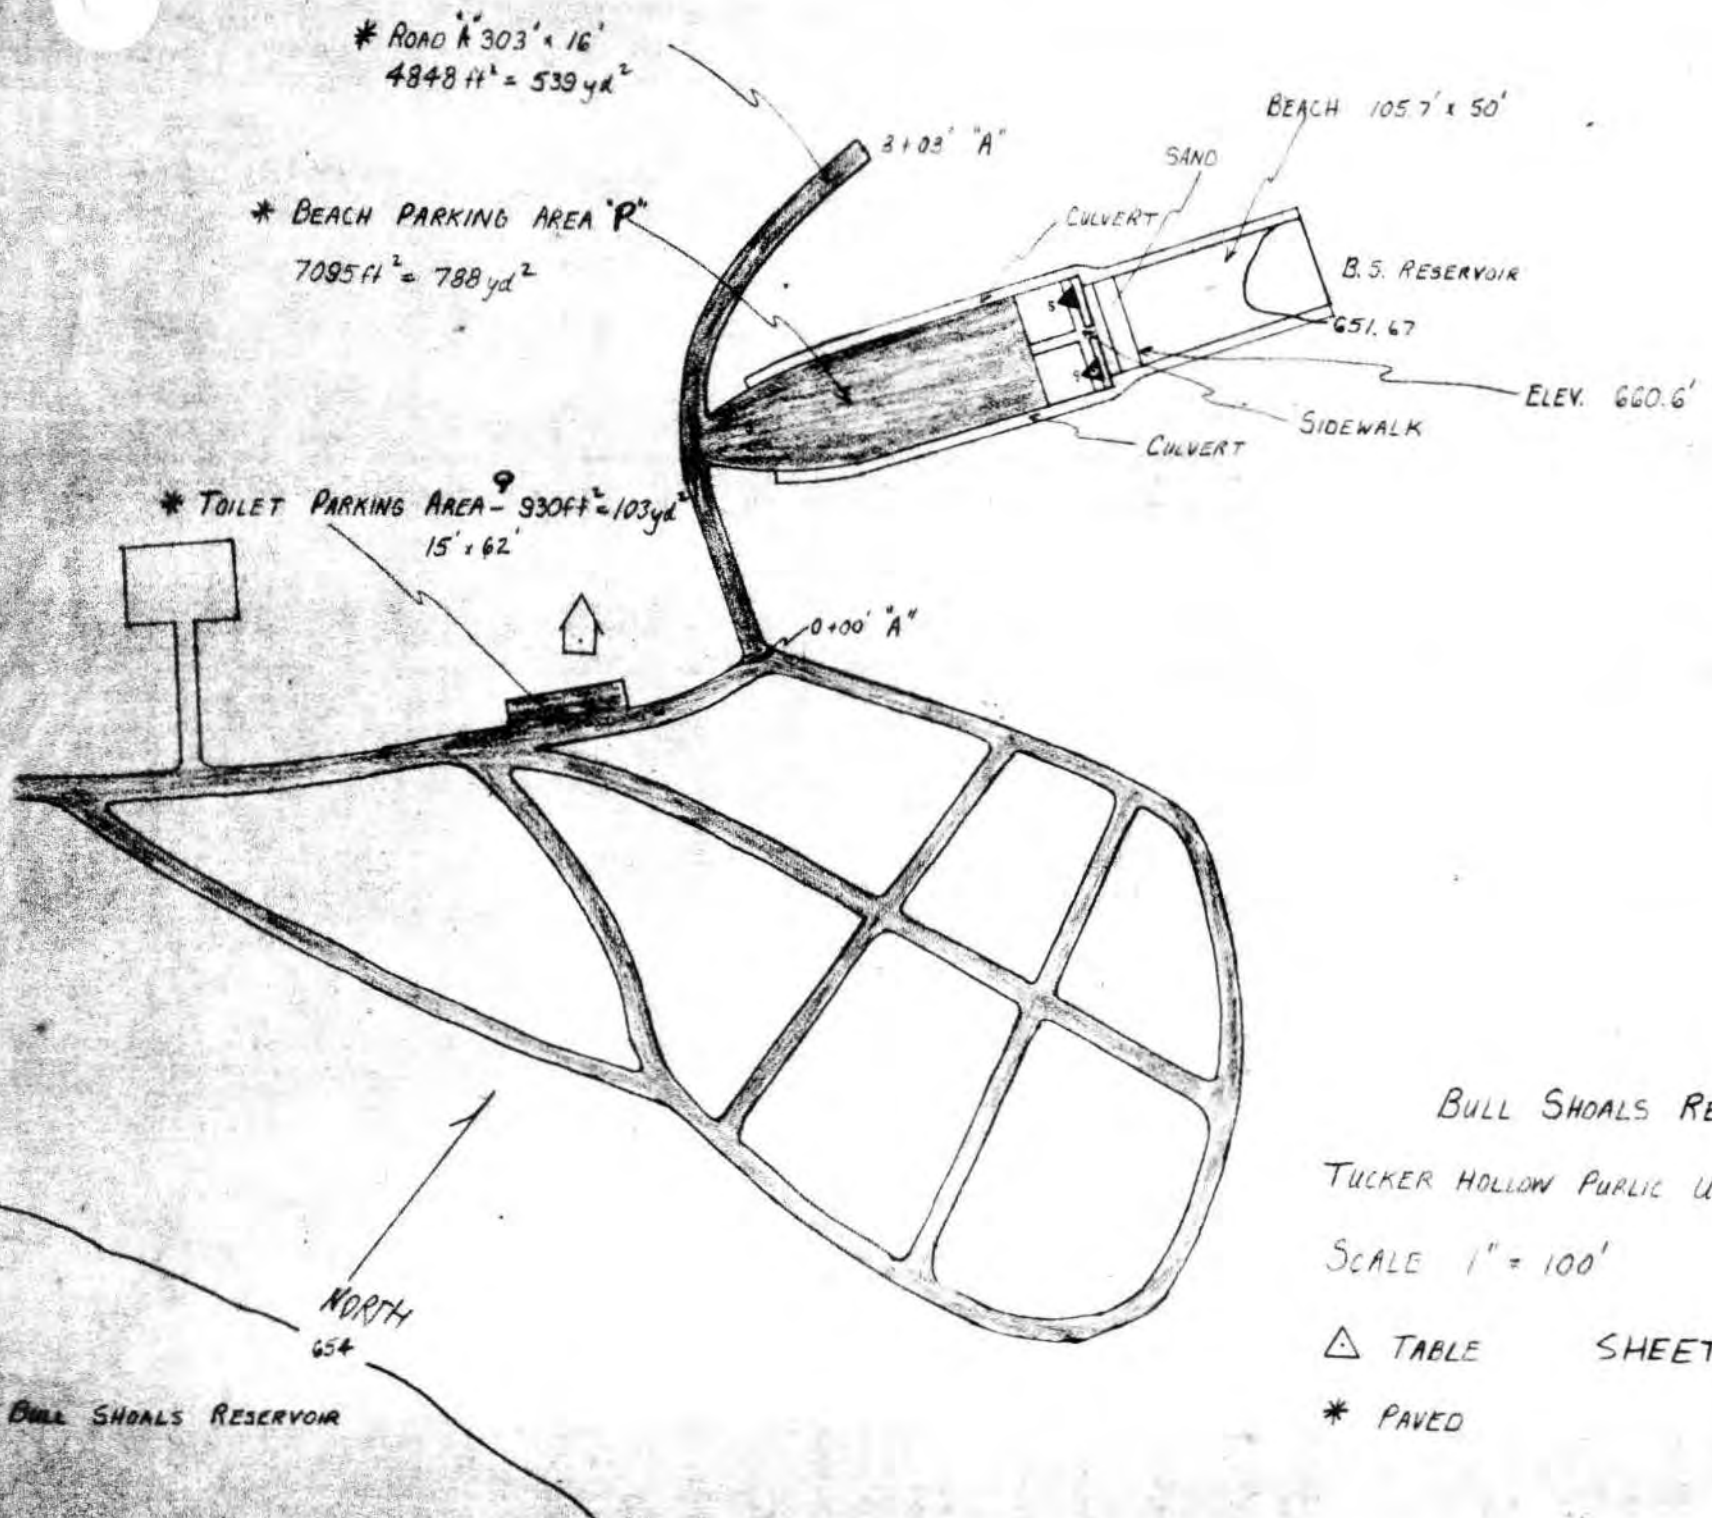 * ROAD "A" 303' x 16'
4848 ft² = 539 yd²
3+03' "A"
BEACH 105.7' x 50'
SAND
CULVERT
* BEACH PARKING AREA "P"
7095 ft² = 788 yd²
B.S. RESERVOIR
651.67
ELEV. 660.6'
SIDEWALK
CULVERT
* TOILET PARKING AREA - 930 ft² = 103 yd²
15' x 62'
0+00' "A"
NORTH
654
BULL SHOALS RESERVOIR
BULL SHOALS RE
TUCKER HOLLOW PUBLIC U
SCALE 1" = 100'
△ TABLE SHEET
* PAVED